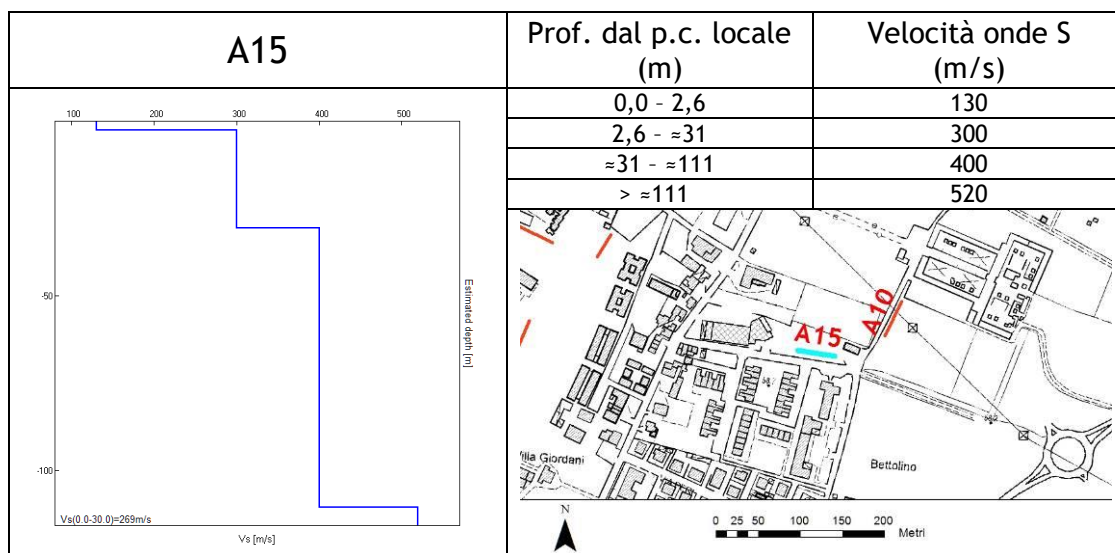 A15
Prof. dal p.c. locale
(m)
Velocità onde S
(m/s)
0,0 - 2,6
130
2,6 - ≈31
300
≈31 - ≈111
400
> ≈111
520
100
200
300
400
500
-50
-100
Estimated depth [m]
Vs(0.0-30.0)=269m/s
Vs [m/s]
A15
A10
Giordani
Bettolino
N
0 25 50 100 150 200
Metri